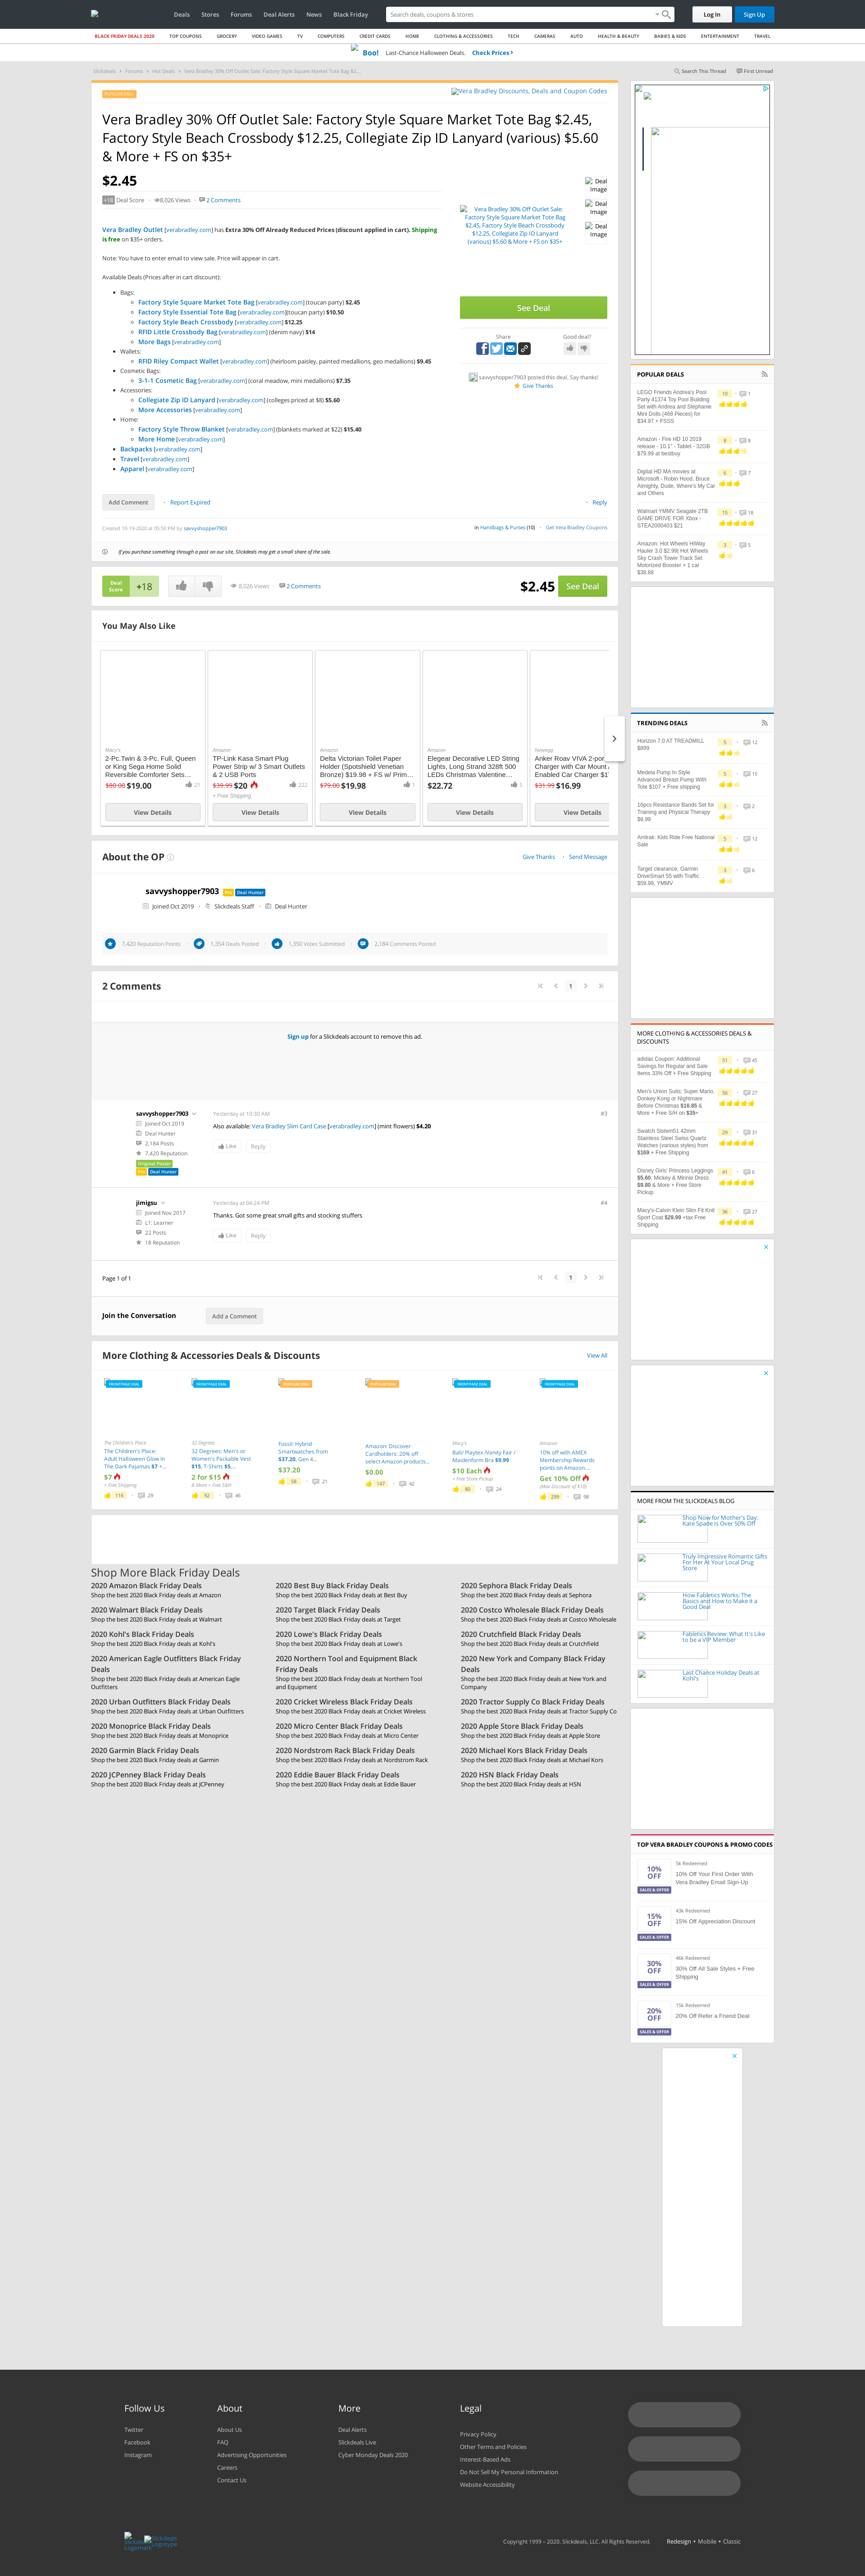 Deals Stores Forums Deal Alerts News Black Friday
Search deals, coupons & stores
Log In Sign Up
BLACK FRIDAY DEALS 2020 TOP COUPONS GROCERY VIDEO GAMES TV COMPUTERS CREDIT CARDS HOME CLOTHING & ACCESSORIES TECH CAMERAS AUTO HEALTH & BEAUTY BABIES & KIDS ENTERTAINMENT TRAVEL
Boo! Last-Chance Halloween Deals. Check Prices ›
Slickdeals › Forums › Hot Deals › Vera Bradley 30% Off Outlet Sale: Factory Style Square Market Tote Bag $2....
Search This Thread First Unread
POPULAR DEAL
Vera Bradley Discounts, Deals and Coupon Codes
Vera Bradley 30% Off Outlet Sale: Factory Style Square Market Tote Bag $2.45,
Factory Style Beach Crossbody $12.25, Collegiate Zip ID Lanyard (various) $5.60
& More + FS on $35+
$2.45
+18 Deal Score 8,026 Views 2 Comments
Vera Bradley Outlet [verabradley.com] has Extra 30% Off Already Reduced Prices (discount applied in cart). Shipping
is free on $35+ orders.
Note: You have to enter email to view sale. Price will appear in cart.
Available Deals (Prices after in cart discount):
Bags:
Factory Style Square Market Tote Bag [verabradley.com] (toucan party) $2.45
Factory Style Essential Tote Bag [verabradley.com](toucan party) $10.50
Factory Style Beach Crossbody [verabradley.com] $12.25
RFID Little Crossbody Bag [verabradley.com] (denim navy) $14
More Bags [verabradley.com]
Wallets:
RFID Riley Compact Wallet [verabradley.com] (heirloom paisley, painted medallions, geo medallions) $9.45
Cosmetic Bags:
3-1-1 Cosmetic Bag [verabradley.com] (coral meadow, mini medallions) $7.35
Accessories:
Collegiate Zip ID Lanyard [verabradley.com] (colleges priced at $8) $5.60
More Accessories [verabradley.com]
Home:
Factory Style Throw Blanket [verabradley.com] (blankets marked at $22) $15.40
More Home [verabradley.com]
Backpacks [verabradley.com]
Travel [verabradley.com]
Apparel [verabradley.com]
Vera Bradley 30% Off Outlet Sale:
Factory Style Square Market Tote Bag
$2.45, Factory Style Beach Crossbody
$12.25, Collegiate Zip ID Lanyard
(various) $5.60 & More + FS on $35+
Deal Image
Deal Image
Deal Image
See Deal
Share Good deal?
savvyshopper7903 posted this deal. Say thanks!
Give Thanks
Add Comment Report Expired Reply
Created 10-19-2020 at 05:50 PM by savvyshopper7903
in Handbags & Purses (10) Get Vera Bradley Coupons
If you purchase something through a post on our site, Slickdeals may get a small share of the sale.
Deal Score +18 8,026 Views 2 Comments $2.45 See Deal
You May Also Like
Macy's
2-Pc.Twin & 3-Pc. Full, Queen
or King Sega Home Solid
Reversible Comforter Sets...
$80.00 $19.00 21
View Details
Amazon
TP-Link Kasa Smart Plug
Power Strip w/ 3 Smart Outlets
& 2 USB Ports
$39.99 $20 222
+ Free Shipping
View Details
Amazon
Delta Victorian Toilet Paper
Holder (Spotshield Venetian
Bronze) $19.98 + FS w/ Prim...
$79.00 $19.98 1
View Details
Amazon
Elegear Decorative LED String
Lights, Long Strand 328ft 500
LEDs Christmas Valentine...
$22.72 5
View Details
Newegg
Anker Roav VIVA 2-por
Charger with Car Mount
Enabled Car Charger $1
$31.99 $16.99
View Details
About the OP
Give Thanks Send Message
savvyshopper7903 Pro Deal Hunter
Joined Oct 2019 Slickdeals Staff Deal Hunter
7,420 Reputation Points 1,354 Deals Posted 1,350 Votes Submitted 2,184 Comments Posted
2 Comments 1
Sign up for a Slickdeals account to remove this ad.
savvyshopper7903
Joined Oct 2019
Deal Hunter
2,184 Posts
7,420 Reputation
Original Poster
Pro Deal Hunter
Yesterday at 10:30 AM #3
Also available: Vera Bradley Slim Card Case [verabradley.com] (mint flowers) $4.20
Like Reply
jimigsu
Joined Nov 2017
L1: Learner
22 Posts
18 Reputation
Yesterday at 04:24 PM #4
Thanks. Got some great small gifts and stocking stuffers
Like Reply
Page 1 of 1 1
Join the Conversation Add a Comment
More Clothing & Accessories Deals & Discounts View All
FRONTPAGE DEAL
The Children's Place
The Children's Place:
Adult Halloween Glow In
The Dark Pajamas $7 +...
$7
+ Free Shipping
116 29
FRONTPAGE DEAL
32 Degrees
32 Degrees: Men's or
Women's Packable Vest
$15, T-Shirts $5,...
2 for $15
& More + Free S&H
92 46
POPULAR DEAL
Fossil: Hybrid
Smartwatches from
$37.20, Gen 4...
$37.20
58 21
POPULAR DEAL
Amazon: Discover
Cardholders: 20% off
select Amazon products...
$0.00
147 42
FRONTPAGE DEAL
Macy's
Bali/ Playtex /Vanity Fair /
Maidenform Bra $9.99
$10 Each
+ Free Store Pickup
80 24
FRONTPAGE DEAL
Amazon
10% off with AMEX
Membership Rewards
points on Amazon....
Get 10% Off
(Max Discount of $10)
299 98
Shop More Black Friday Deals
2020 Amazon Black Friday Deals
Shop the best 2020 Black Friday deals at Amazon
2020 Best Buy Black Friday Deals
Shop the best 2020 Black Friday deals at Best Buy
2020 Sephora Black Friday Deals
Shop the best 2020 Black Friday deals at Sephora
2020 Walmart Black Friday Deals
Shop the best 2020 Black Friday deals at Walmart
2020 Target Black Friday Deals
Shop the best 2020 Black Friday deals at Target
2020 Costco Wholesale Black Friday Deals
Shop the best 2020 Black Friday deals at Costco Wholesale
2020 Kohl's Black Friday Deals
Shop the best 2020 Black Friday deals at Kohl's
2020 Lowe's Black Friday Deals
Shop the best 2020 Black Friday deals at Lowe's
2020 Crutchfield Black Friday Deals
Shop the best 2020 Black Friday deals at Crutchfield
2020 American Eagle Outfitters Black Friday
Deals
Shop the best 2020 Black Friday deals at American Eagle
Outfitters
2020 Northern Tool and Equipment Black
Friday Deals
Shop the best 2020 Black Friday deals at Northern Tool
and Equipment
2020 New York and Company Black Friday
Deals
Shop the best 2020 Black Friday deals at New York and
Company
2020 Urban Outfitters Black Friday Deals
Shop the best 2020 Black Friday deals at Urban Outfitters
2020 Cricket Wireless Black Friday Deals
Shop the best 2020 Black Friday deals at Cricket Wireless
2020 Tractor Supply Co Black Friday Deals
Shop the best 2020 Black Friday deals at Tractor Supply Co
2020 Monoprice Black Friday Deals
Shop the best 2020 Black Friday deals at Monoprice
2020 Micro Center Black Friday Deals
Shop the best 2020 Black Friday deals at Micro Center
2020 Apple Store Black Friday Deals
Shop the best 2020 Black Friday deals at Apple Store
2020 Garmin Black Friday Deals
Shop the best 2020 Black Friday deals at Garmin
2020 Nordstrom Rack Black Friday Deals
Shop the best 2020 Black Friday deals at Nordstrom Rack
2020 Michael Kors Black Friday Deals
Shop the best 2020 Black Friday deals at Michael Kors
2020 JCPenney Black Friday Deals
Shop the best 2020 Black Friday deals at JCPenney
2020 Eddie Bauer Black Friday Deals
Shop the best 2020 Black Friday deals at Eddie Bauer
2020 HSN Black Friday Deals
Shop the best 2020 Black Friday deals at HSN
POPULAR DEALS
LEGO Friends Andrea's Pool
Party 41374 Toy Pool Building
Set with Andrea and Stephanie
Mini Dolls (468 Pieces) for
$34.97 + FSSS
10 1
Amazon - Fire HD 10 2019
release - 10.1" - Tablet - 32GB
$79.99 at bestbuy
8 8
Digital HD MA movies at
Microsoft - Robin Hood, Bruce
Almighty, Dude, Where's My Car
and Others
6 7
Walmart YMMV Seagate 2TB
GAME DRIVE FOR Xbox -
STEA2000403 $21
15 18
Amazon: Hot Wheels HiWay
Hauler 3.0 $2.99| Hot Wheels
Sky Crash Tower Track Set
Motorized Booster + 1 car
$38.88
3 5
TRENDING DEALS
Horizon 7.0 AT TREADMILL
$899
5 12
Medela Pump In Style
Advanced Breast Pump With
Tote $107 + Free shipping
5 15
16pcs Resistance Bands Set for
Training and Physical Therapy
$8.99
3 2
Amtrak: Kids Ride Free National
Sale
5 12
Target clearance, Garmin
DriveSmart 55 with Traffic
$59.99, YMMV
3 6
MORE CLOTHING & ACCESSORIES DEALS &
DISCOUNTS
adidas Coupon: Additional
Savings for Regular and Sale
Items 33% Off + Free Shipping
51 45
Men's Union Suits: Super Mario,
Donkey Kong or Nightmare
Before Christmas $16.85 &
More + Free S/H on $35+
56 27
Swatch Sistem51 42mm
Stainless Steel Swiss Quartz
Watches (various styles) from
$169 + Free Shipping
29 31
Disney Girls' Princess Leggings
$5.60, Mickey & Minnie Dress
$9.80 & More + Free Store
Pickup
41 6
Macy's-Calvin Klein Slim Fit Knit
Sport Coat $29.99 +tax Free
Shipping
36 27
MORE FROM THE SLICKDEALS BLOG
Shop Now for Mother's Day:
Kate Spade Is Over 50% Off
Truly Impressive Romantic Gifts
For Her At Your Local Drug
Store
How Fabletics Works: The
Basics and How to Make it a
Good Deal
Fabletics Review: What It's Like
to be a VIP Member
Last Chance Holiday Deals at
Kohl's
TOP VERA BRADLEY COUPONS & PROMO CODES
10% OFF
SALES & OFFER
5k Redeemed
10% Off Your First Order With
Vera Bradley Email Sign-Up
15% OFF
SALES & OFFER
43k Redeemed
15% Off Appreciation Discount
30% OFF
SALES & OFFER
46k Redeemed
30% Off All Sale Styles + Free
Shipping
20% OFF
SALES & OFFER
15k Redeemed
20% Off Refer a Friend Deal
Follow Us
Twitter
Facebook
Instagram
About
About Us
FAQ
Advertising Opportunities
Careers
Contact Us
More
Deal Alerts
Slickdeals Live
Cyber Monday Deals 2020
Legal
Privacy Policy
Other Terms and Policies
Interest-Based Ads
Do Not Sell My Personal Information
Website Accessibility
Slickdeals Logotype
Copyright 1999 - 2020. Slickdeals, LLC. All Rights Reserved. Redesign • Mobile • Classic